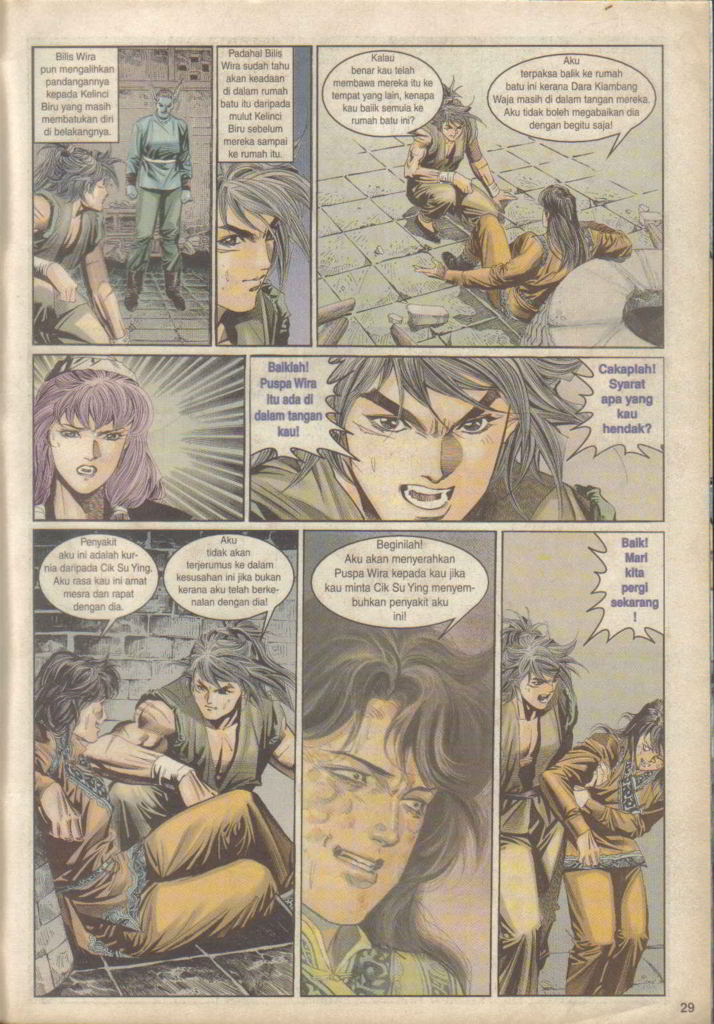 Bilis Wira
pun mengalihkan
pandangannya
kepada Kelinci
Biru yang masih
membatukan diri
di belakangnya.
Padahal Bilis
Wira sudah tahu
akan keadaan
di dalam rumah
batu itu daripada
mulut Kelinci
Biru sebelum
mereka sampai
ke rumah itu.
Kalau
benar kau telah
membawa mereka itu ke
tempat yang lain, kenapa
kau balik semula ke
rumah batu ini?
Aku
terpaksa balik ke rumah
batu ini kerana Dara Kiambang
Waja masih di dalam tangan mereka.
Aku tidak boleh megabaikan dia
dengan begitu saja!
Baiklah!
Puspa Wira
itu ada di
dalam tangan
kau!
Cakaplah!
Syarat
apa yang
kau
hendak?
Penyakit
aku ini adalah kur-
nia daripada Cik Su Ying.
Aku rasa kau ini amat
mesra dan rapat
dengan dia.
Aku
tidak akan
terjerumus ke dalam
kesusahan ini jika bukan
kerana aku telah berke-
nalan dengan dia!
Beginilah!
Aku akan menyerahkan
Puspa Wira kepada kau jika
kau minta Cik Su Ying menyem-
buhkan penyakit aku
ini!
Baik!
Mari
kita
pergi
sekarang
!
29